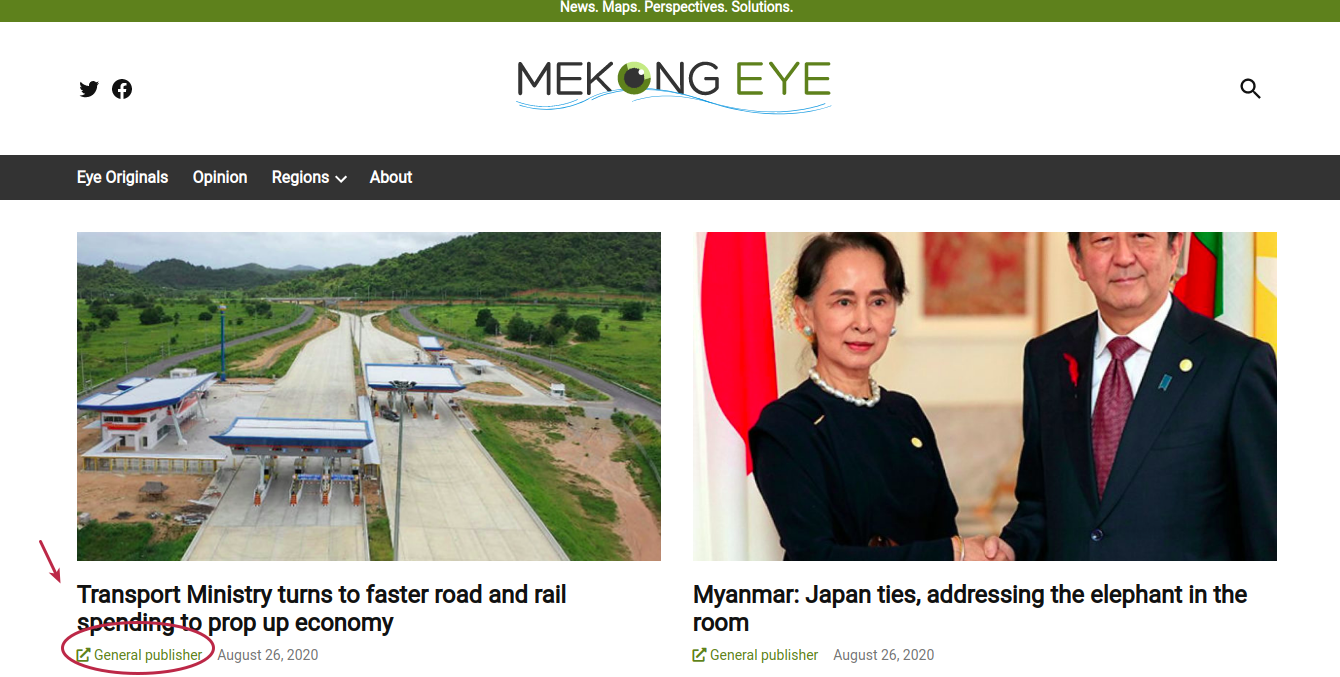 News. Maps. Perspectives. Solutions.
MEKONG EYE
Eye Originals Opinion Regions About
Transport Ministry turns to faster road and rail
spending to prop up economy
General publisher August 26, 2020
Myanmar: Japan ties, addressing the elephant in the
room
General publisher August 26, 2020